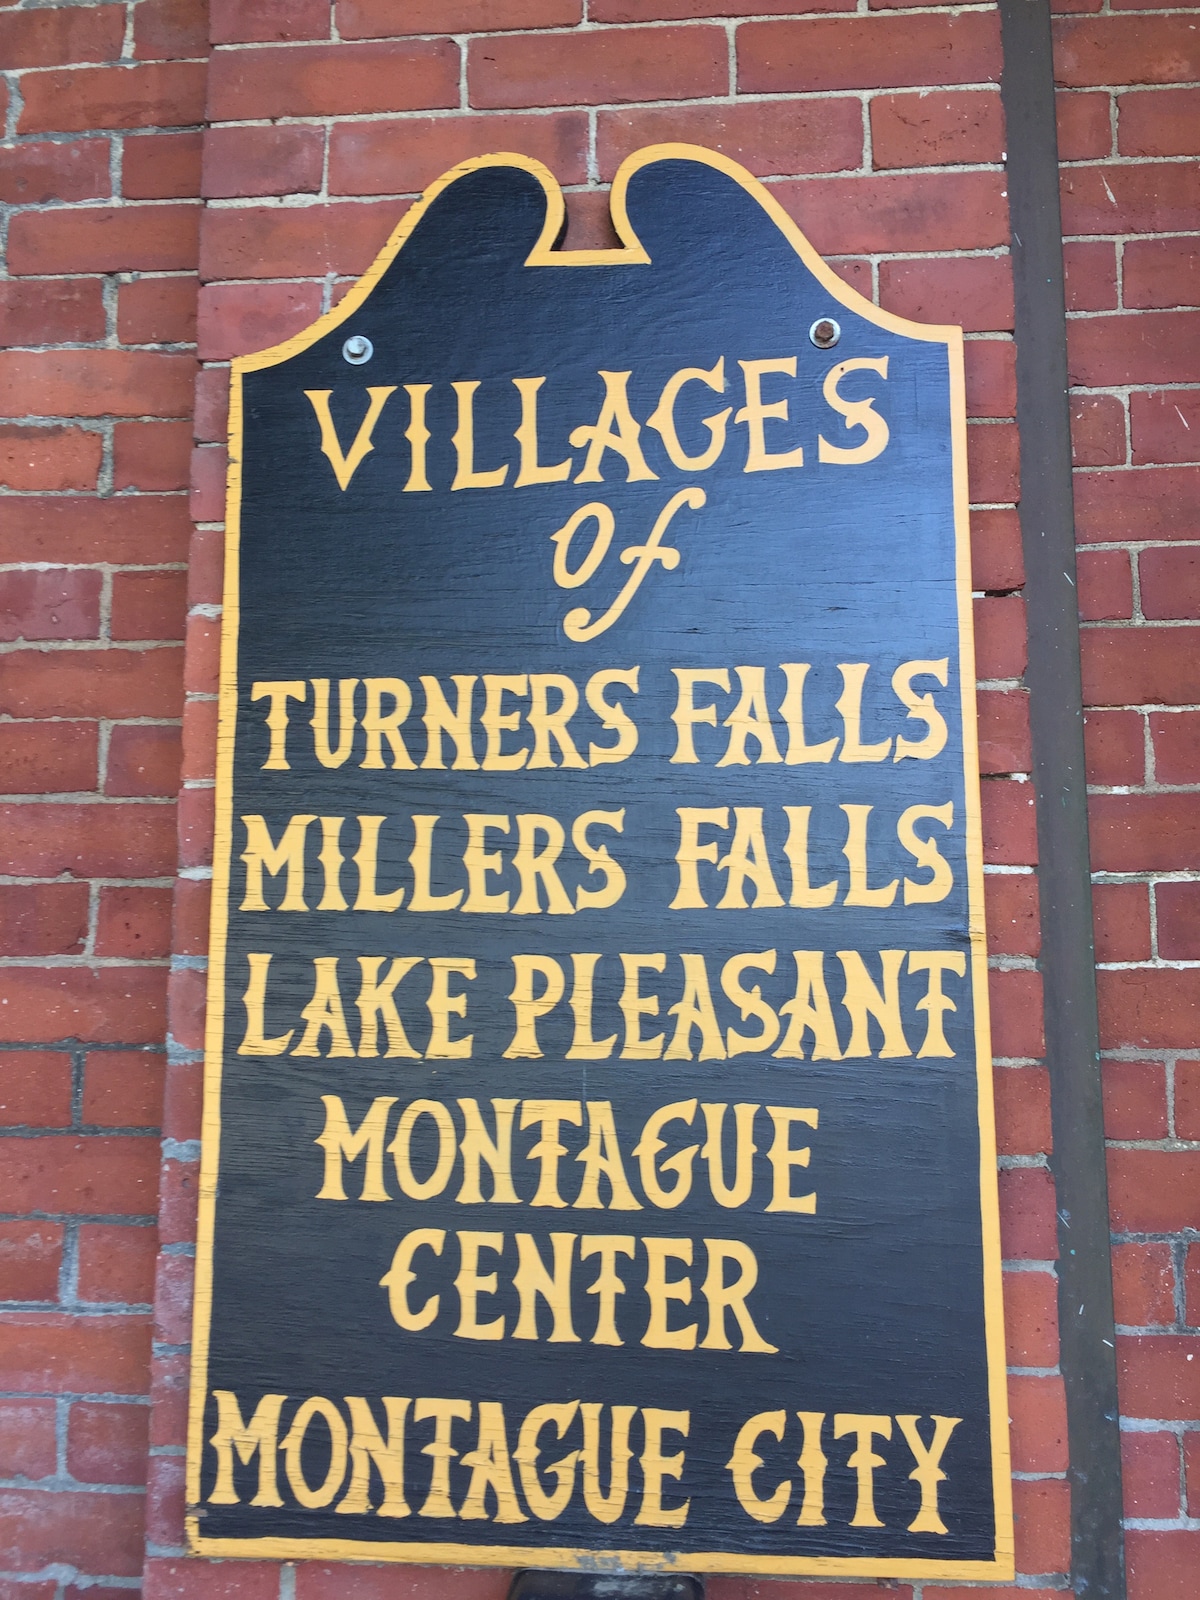 VILLAGES
of
TURNERS FALLS
MILLERS FALLS
LAKE PLEASANT
MONTAGUE
CENTER
MONTAGUE CITY